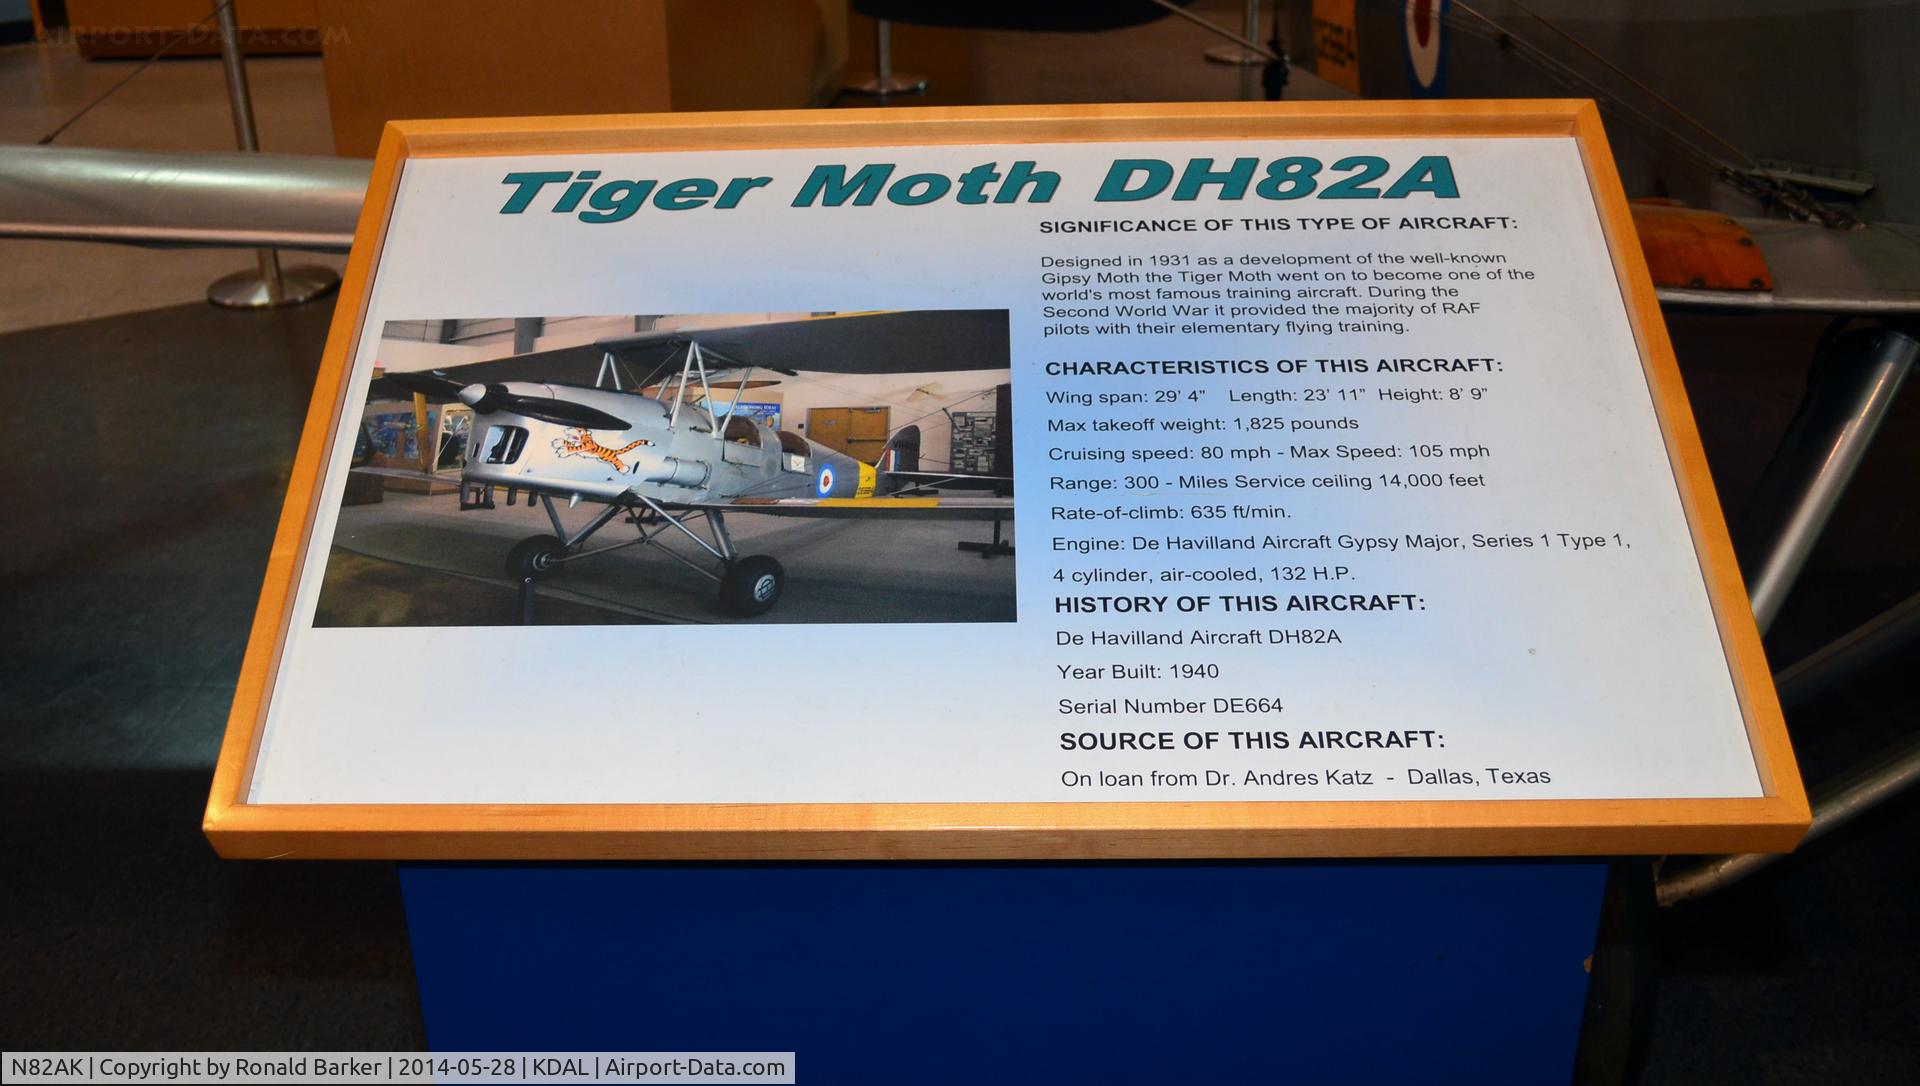 AIRPORT-DATA.COM
Tiger Moth DH82A
SIGNIFICANCE OF THIS TYPE OF AIRCRAFT:
Designed in 1931 as a development of the well-known
Gipsy Moth the Tiger Moth went on to become one of the
world's most famous training aircraft. During the
Second World War it provided the majority of RAF
pilots with their elementary flying training.
CHARACTERISTICS OF THIS AIRCRAFT:
Wing span: 29' 4" Length: 23' 11" Height: 8' 9"
Max takeoff weight: 1,825 pounds
Cruising speed: 80 mph - Max Speed: 105 mph
Range: 300 - Miles Service ceiling 14,000 feet
Rate-of-climb: 635 ft/min.
Engine: De Havilland Aircraft Gypsy Major, Series 1 Type 1,
4 cylinder, air-cooled, 132 H.P.
HISTORY OF THIS AIRCRAFT:
De Havilland Aircraft DH82A
Year Built: 1940
Serial Number DE664
SOURCE OF THIS AIRCRAFT:
On loan from Dr. Andres Katz - Dallas, Texas
N82AK | Copyright by Ronald Barker | 2014-05-28 | KDAL | Airport-Data.com